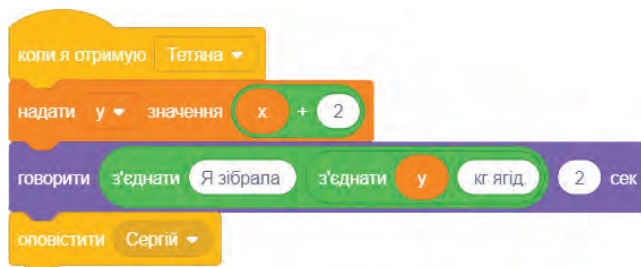 коли я отримую Тетяна
надати y значення x + 2
говорити з'єднати Я зібрала з'єднати y кг ягід. 2 сек
оповістити Сергій